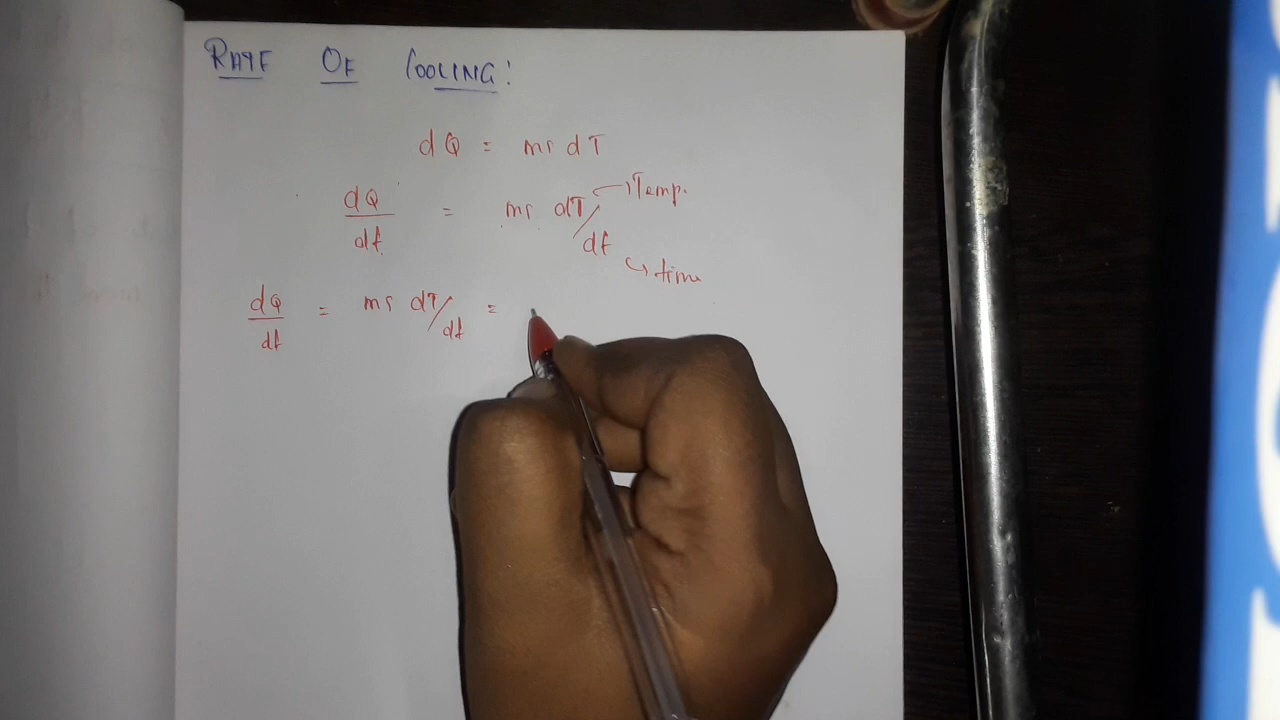 RATE OF COOLING:
dQ = ms dT
dQ/dt = ms dT/dt
Temp.
time
dQ/dt = ms dT/dt =